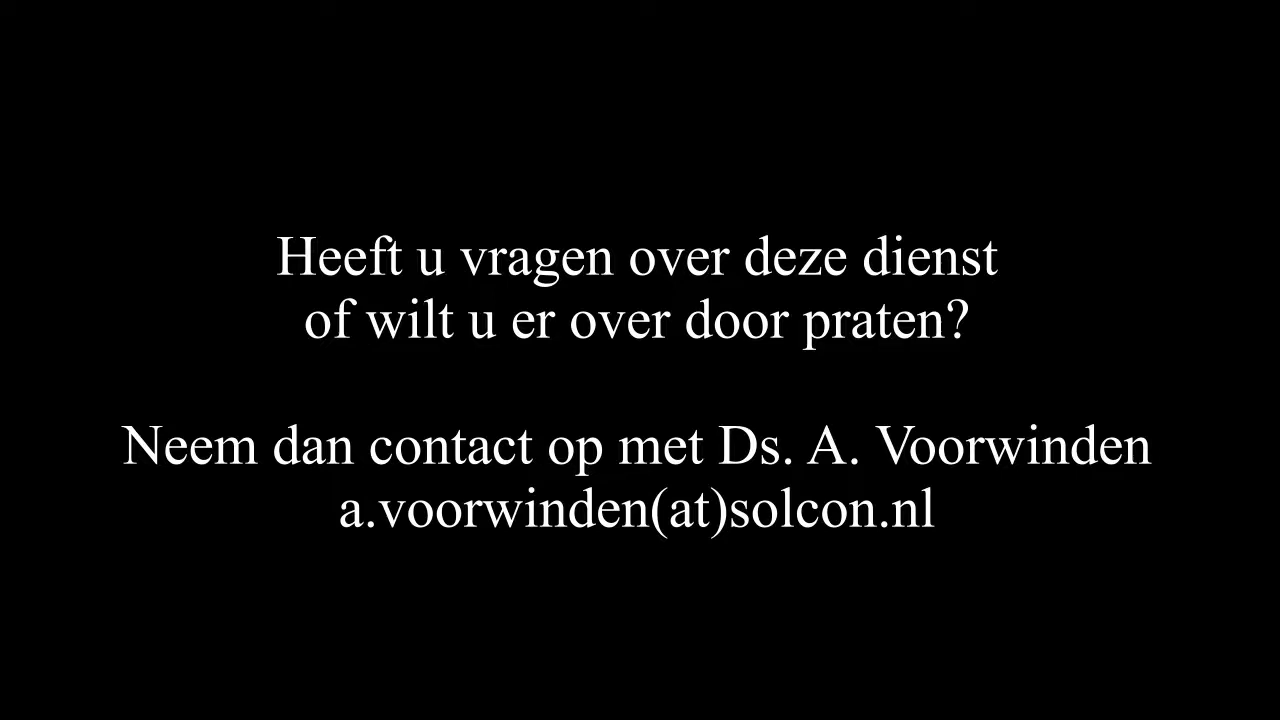 Heeft u vragen over deze dienst
of wilt u er over door praten?
Neem dan contact op met Ds. A. Voorwinden
a.voorwinden(at)solcon.nl